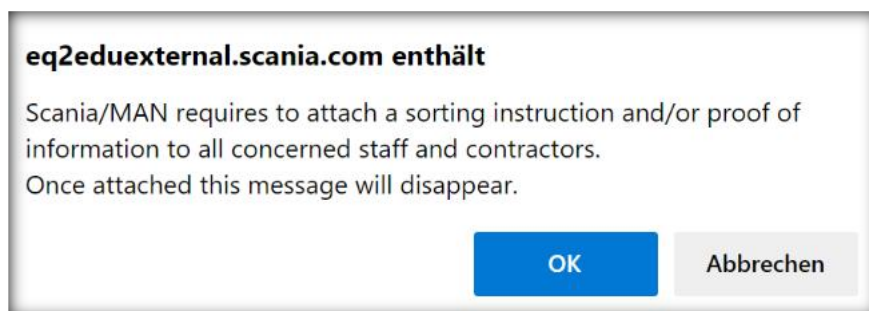 eq2eduexternal.scania.com enthält
Scania/MAN requires to attach a sorting instruction and/or proof of
information to all concerned staff and contractors.
Once attached this message will disappear.
OK
Abbrechen